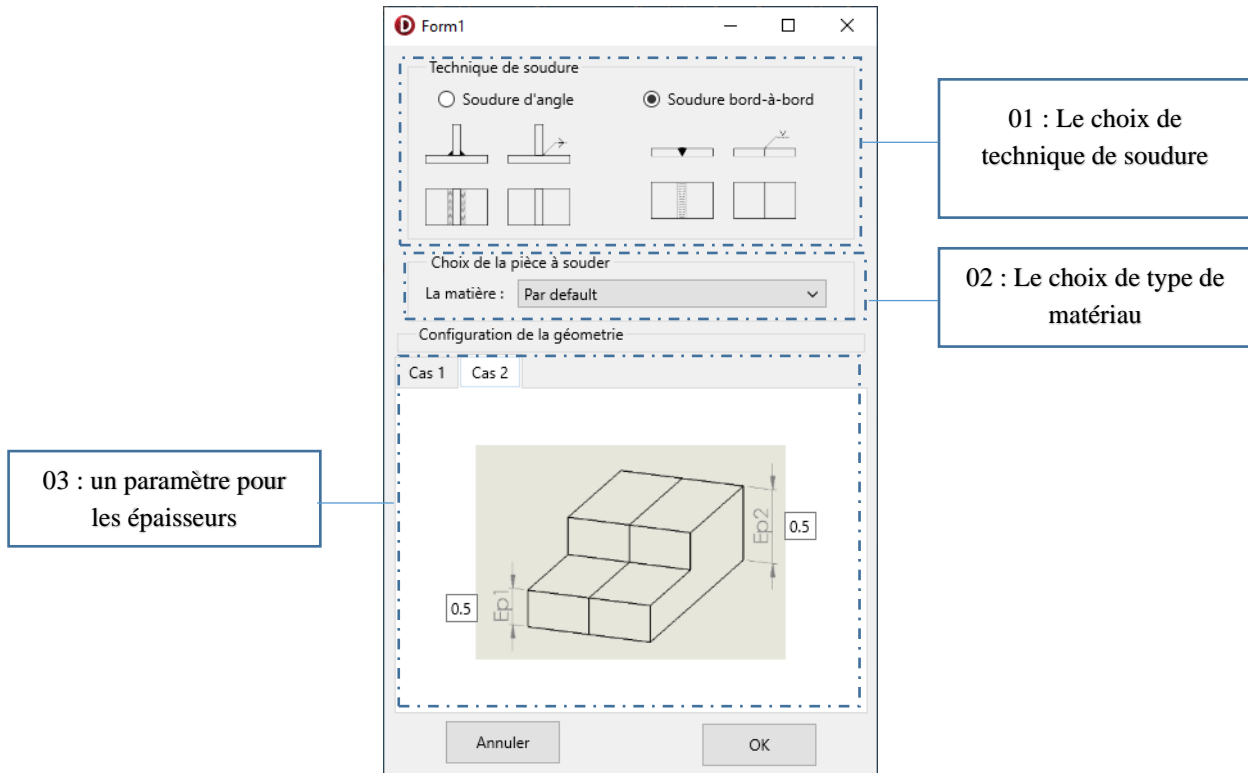 Form1
Technique de soudure
Soudure d'angle
Soudure bord-à-bord
01 : Le choix de
technique de soudure
Choix de la pièce à souder
La matière :
Par default
02 : Le choix de type de
matériau
Configuration de la géometrie
Cas 1
Cas 2
03 : un paramètre pour
les épaisseurs
Ep2
0.5
0.5
Ep1
Annuler
OK